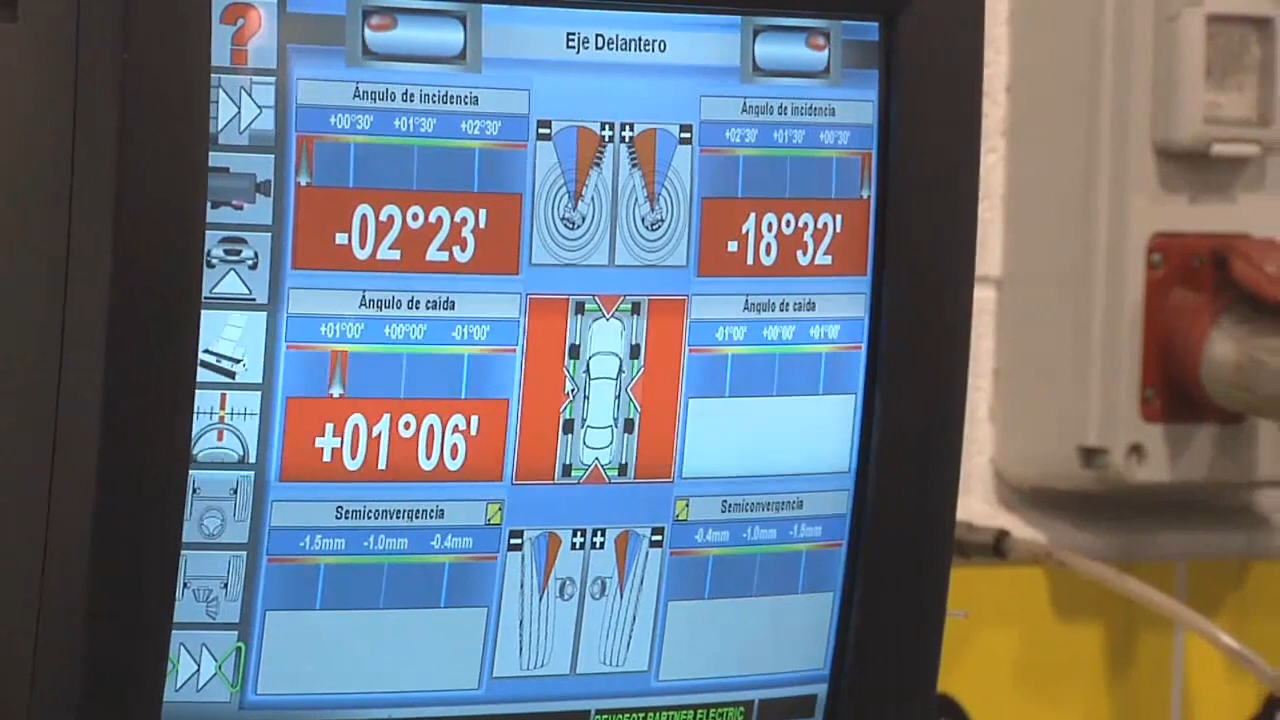 ?
Eje Delantero
Ángulo de incidencia
+00°30' +01°30' +02°30'
-02°23'
- + + -
Ángulo de incidencia
+02°30' +01°30' +00°30'
-18°32'
Ángulo de caída
+01°00' +00°00' -01°00'
+01°06'
Ángulo de caída
-01°00' +00°00' +01°00'
Semiconvergencia
-1.5mm -1.0mm -0.4mm
- + + -
Semiconvergencia
-0.4mm -1.0mm -1.5mm
PEUGEOT PARTNER ELECTRIC